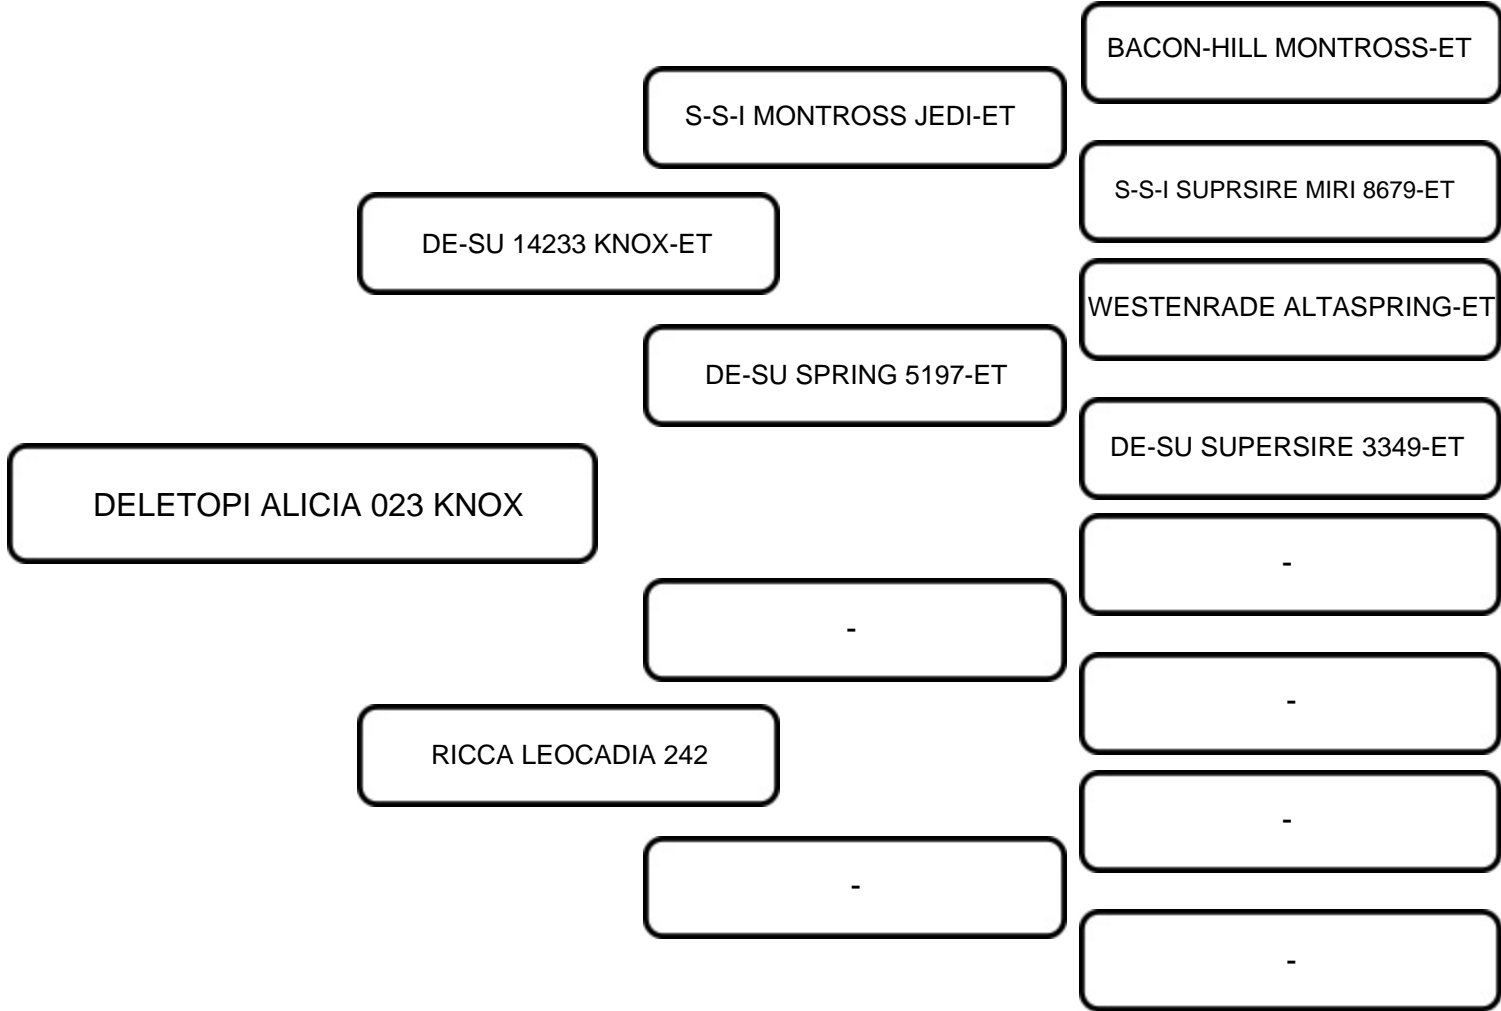 BACON-HILL MONTROSS-ET
S-S-I MONTROSS JEDI-ET
S-S-I SUPRSIRE MIRI 8679-ET
DE-SU 14233 KNOX-ET
WESTENRADE ALTASPRING-ET
DE-SU SPRING 5197-ET
DE-SU SUPERSIRE 3349-ET
DELETOPI ALICIA 023 KNOX
-
-
-
RICCA LEOCADIA 242
-
-
-